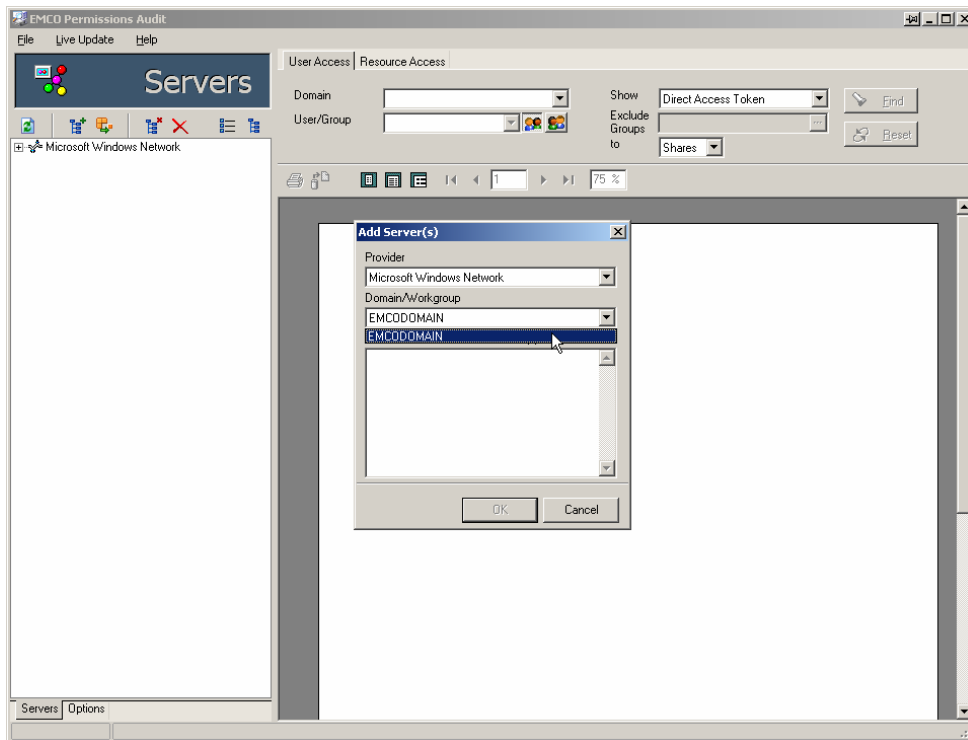 EMCO Permissions Audit
File Live Update Help
Servers
Microsoft Windows Network
User Access Resource Access
Domain
User/Group
Show Direct Access Token
Exclude Groups
to Shares
Find
Reset
1
75 %
Add Server(s)
Provider
Microsoft Windows Network
Domain/Workgroup
EMCODOMAIN
EMCODOMAIN
OK Cancel
Servers Options